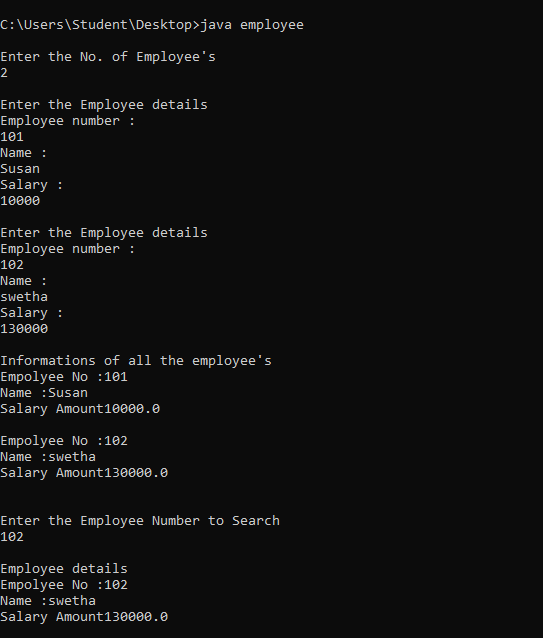 C:\Users\Student\Desktop>java employee
Enter the No. of Employee's
2
Enter the Employee details
Employee number :
101
Name :
Susan
Salary :
10000
Enter the Employee details
Employee number :
102
Name :
swetha
Salary :
130000
Informations of all the employee's
Empolyee No :101
Name :Susan
Salary Amount10000.0
Empolyee No :102
Name :swetha
Salary Amount130000.0
Enter the Employee Number to Search
102
Employee details
Empolyee No :102
Name :swetha
Salary Amount130000.0